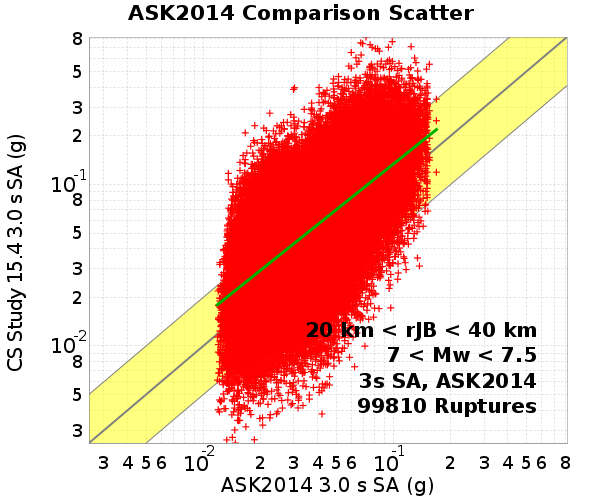 ASK2014 Comparison Scatter
CS Study 15.4 3.0 s SA (g)
8
5
3
2
10-1
8
5
3
2
10-2
8
5
3
20 km < rJB < 40 km
7 < Mw < 7.5
3s SA, ASK2014
99810 Ruptures
3 4 5 6 10-2 2 3 4 5 6 10-1 2 3 4 5 6 8
ASK2014 3.0 s SA (g)